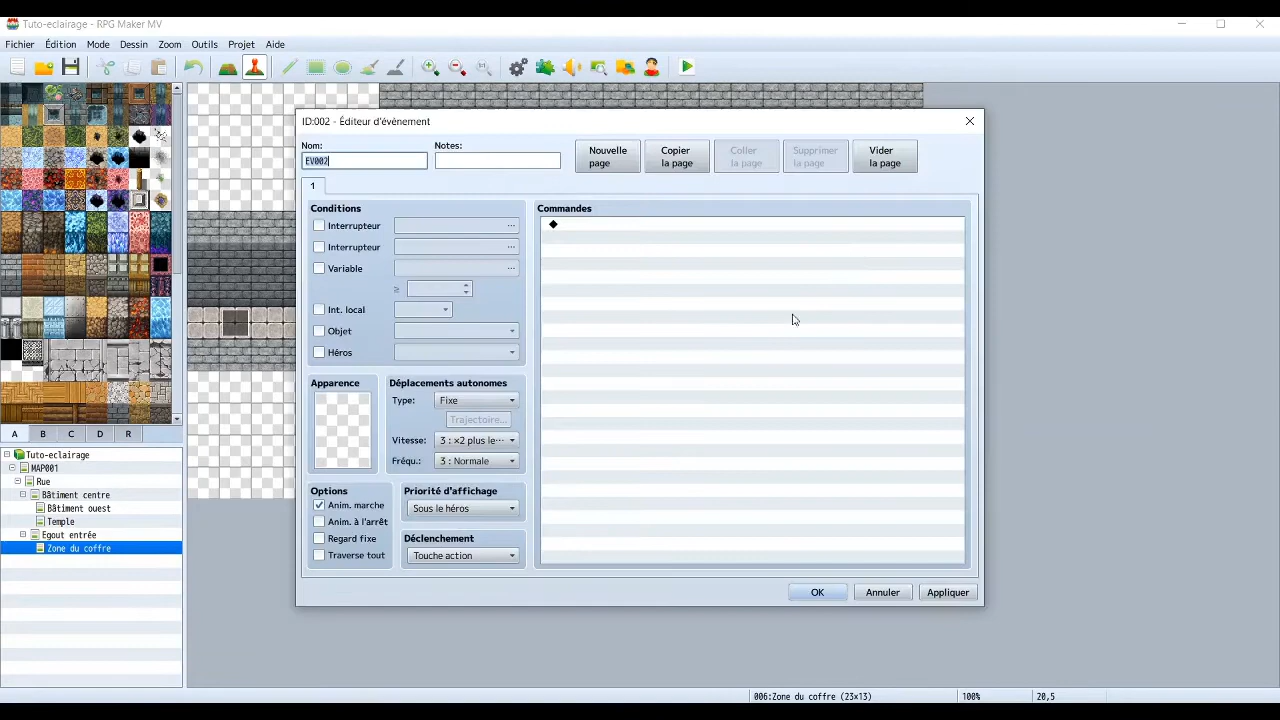 Tuto-eclairage - RPG Maker MV
Fichier Édition Mode Dessin Zoom Outils Projet Aide
ID:002 - Éditeur d'évènement
Nom: Notes:
EV002
Nouvelle page
Copier la page
Coller la page
Supprimer la page
Vider la page
1
Conditions
Interrupteur ...
Interrupteur ...
Variable ...
≥
Int. local
Objet
Héros
Commandes
◆
Apparence
Déplacements autonomes
Type: Fixe
Trajectoire...
Vitesse: 3 : ×2 plus le...
Fréqu.: 3 : Normale
Options
Anim. marche
Anim. à l'arrêt
Regard fixe
Traverse tout
Priorité d'affichage
Sous le héros
Déclenchement
Touche action
OK Annuler Appliquer
A B C D R
Tuto-eclairage
MAP001
Rue
Bâtiment centre
Bâtiment ouest
Temple
Egout entrée
Zone du coffre
006:Zone du coffre (23x13) 100% 20,5